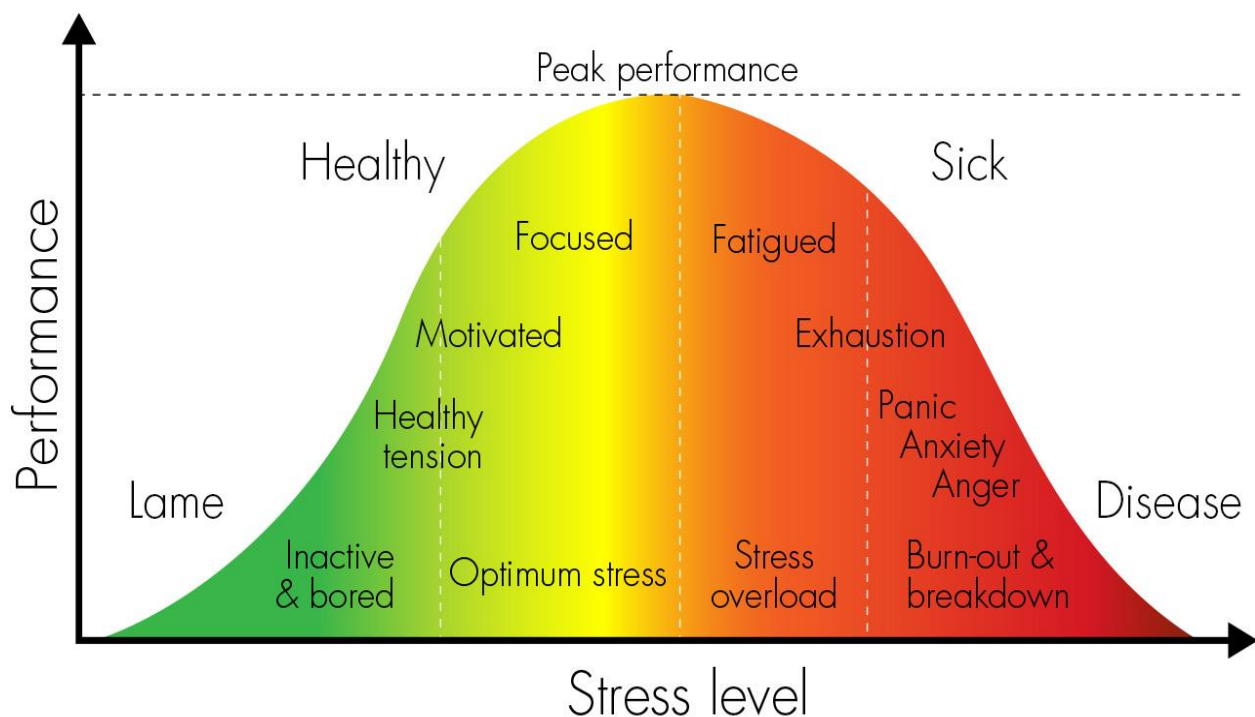 Peak performance
Healthy
Sick
Focused
Fatigued
Motivated
Exhaustion
Healthy
tension
Panic
Anxiety
Anger
Lame
Disease
Inactive
& bored
Optimum stress
Stress
overload
Burn-out &
breakdown
Performance
Stress level